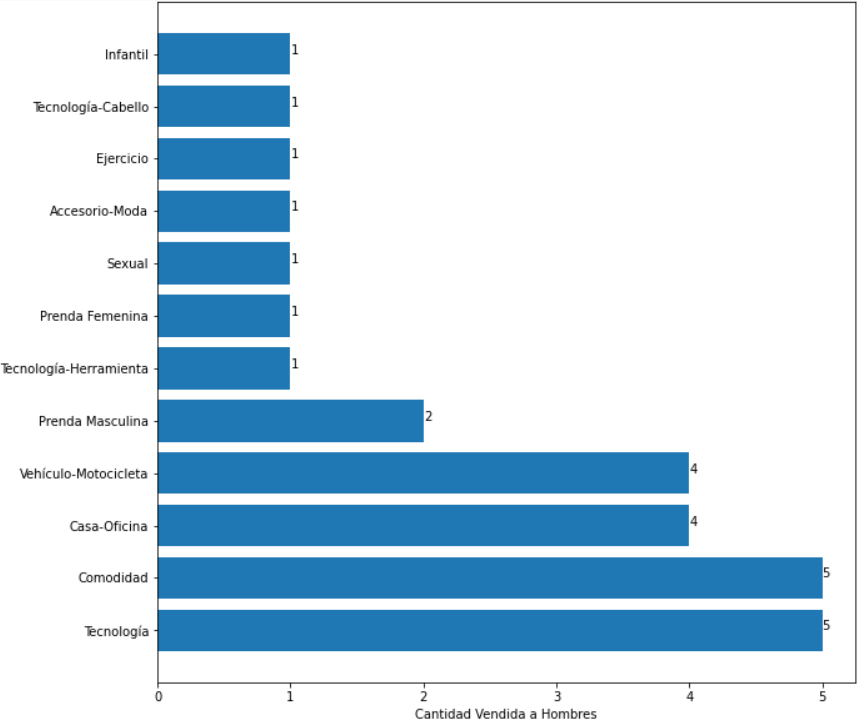 Infantil 1
Tecnología-Cabello 1
Ejercicio 1
Accesorio-Moda 1
Sexual 1
Prenda Femenina 1
Tecnología-Herramienta 1
Prenda Masculina 2
Vehículo-Motocicleta 4
Casa-Oficina 4
Comodidad 5
Tecnología 5
0 1 2 3 4 5
Cantidad Vendida a Hombres